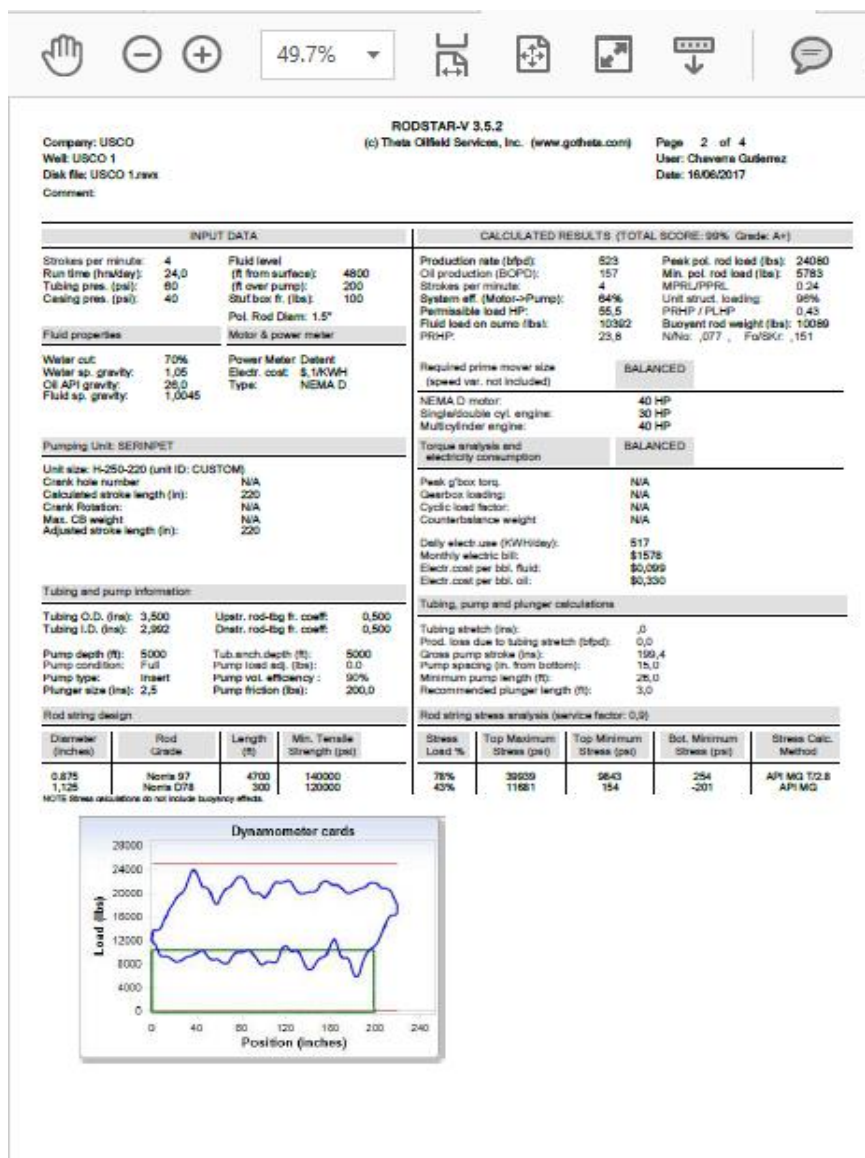 49.7%
RODSTAR-V 3.5.2
Company: USCO
(c) Theta Oilfield Services, Inc. (www.gotheta.com)
Page 2 of 4
Well: USCO 1
User: Chaverra Gutierrez
Disk file: USCO 1.rsvx
Date: 16/06/2017
Comment:
INPUT DATA
Strokes per minute: 4
Run time (hrs/day): 24,0
Tubing pres. (psi): 60
Casing pres. (psi): 40
Fluid level
(ft from surface): 4800
(ft over pump): 200
Stuf.box fr. (lbs): 100
Pol. Rod Diam: 1.5"
Fluid properties
Motor & power meter
Water cut: 70%
Water sp. gravity: 1,05
Oil API gravity: 26,0
Fluid sp. gravity: 1,0045
Power Meter Detent
Electr. cost: $,1/KWH
Type: NEMA D
Pumping Unit: SERINPET
Unit size: H-250-220 (unit ID: CUSTOM)
Crank hole number N/A
Calculated stroke length (in): 220
Crank Rotation: N/A
Max. CB weight N/A
Adjusted stroke length (in): 220
Tubing and pump information
Tubing O.D. (ins): 3,500 Upstr. rod-tbg fr. coeff: 0,500
Tubing I.D. (ins): 2,992 Dnstr. rod-tbg fr. coeff: 0,500
Pump depth (ft): 5000 Tub.anch.depth (ft): 5000
Pump condition: Full Pump load adj. (lbs): 0.0
Pump type: Insert Pump vol. efficiency : 90%
Plunger size (ins): 2,5 Pump friction (lbs): 200,0
Rod string design
Diameter (inches) Rod Grade Length (ft) Min. Tensile Strength (psi)
0.875 Norris 97 4700 140000
1,125 Norris D78 300 120000
NOTE Stress calculations do not include buoyancy effects.
CALCULATED RESULTS (TOTAL SCORE: 99% Grade: A+)
Production rate (bfpd): 523 Peak pol. rod load (lbs): 24080
Oil production (BOPD): 157 Min. pol. rod load (lbs): 5783
Strokes per minute: 4 MPRL/PPRL 0.24
System eff. (Motor->Pump): 64% Unit struct. loading: 96%
Permissible load HP: 55,5 PRHP / PLHP 0,43
Fluid load on pump (lbs): 10392 Buoyant rod weight (lbs): 10089
PRHP: 23,8 N/No: ,077 , Fo/SKr: ,151
Required prime mover size
(speed var. not included)
BALANCED
NEMA D motor: 40 HP
Single/double cyl. engine: 30 HP
Multicylinder engine: 40 HP
Torque analysis and
electricity consumption
BALANCED
Peak g'box torq. N/A
Gearbox loading: N/A
Cyclic load factor: N/A
Counterbalance weight N/A
Daily electr.use (KWH/day): 517
Monthly electric bill: $1578
Electr.cost per bbl. fluid: $0,099
Electr.cost per bbl. oil: $0,330
Tubing, pump and plunger calculations
Tubing stretch (ins): ,0
Prod. loss due to tubing stretch (bfpd): 0,0
Gross pump stroke (ins): 199,4
Pump spacing (in. from bottom): 15,0
Minimum pump length (ft): 26,0
Recommended plunger length (ft): 3,0
Rod string stress analysis (service factor: 0,9)
Stress Load % Top Maximum Stress (psi) Top Minimum Stress (psi) Bot. Minimum Stress (psi) Stress Calc. Method
78% 39939 9643 254 API MG T/2.8
43% 11681 154 -201 API MG
Dynamometer cards
Load (lbs)
28000
24000
20000
16000
12000
8000
4000
0
0 40 80 120 160 200 240
Position (inches)